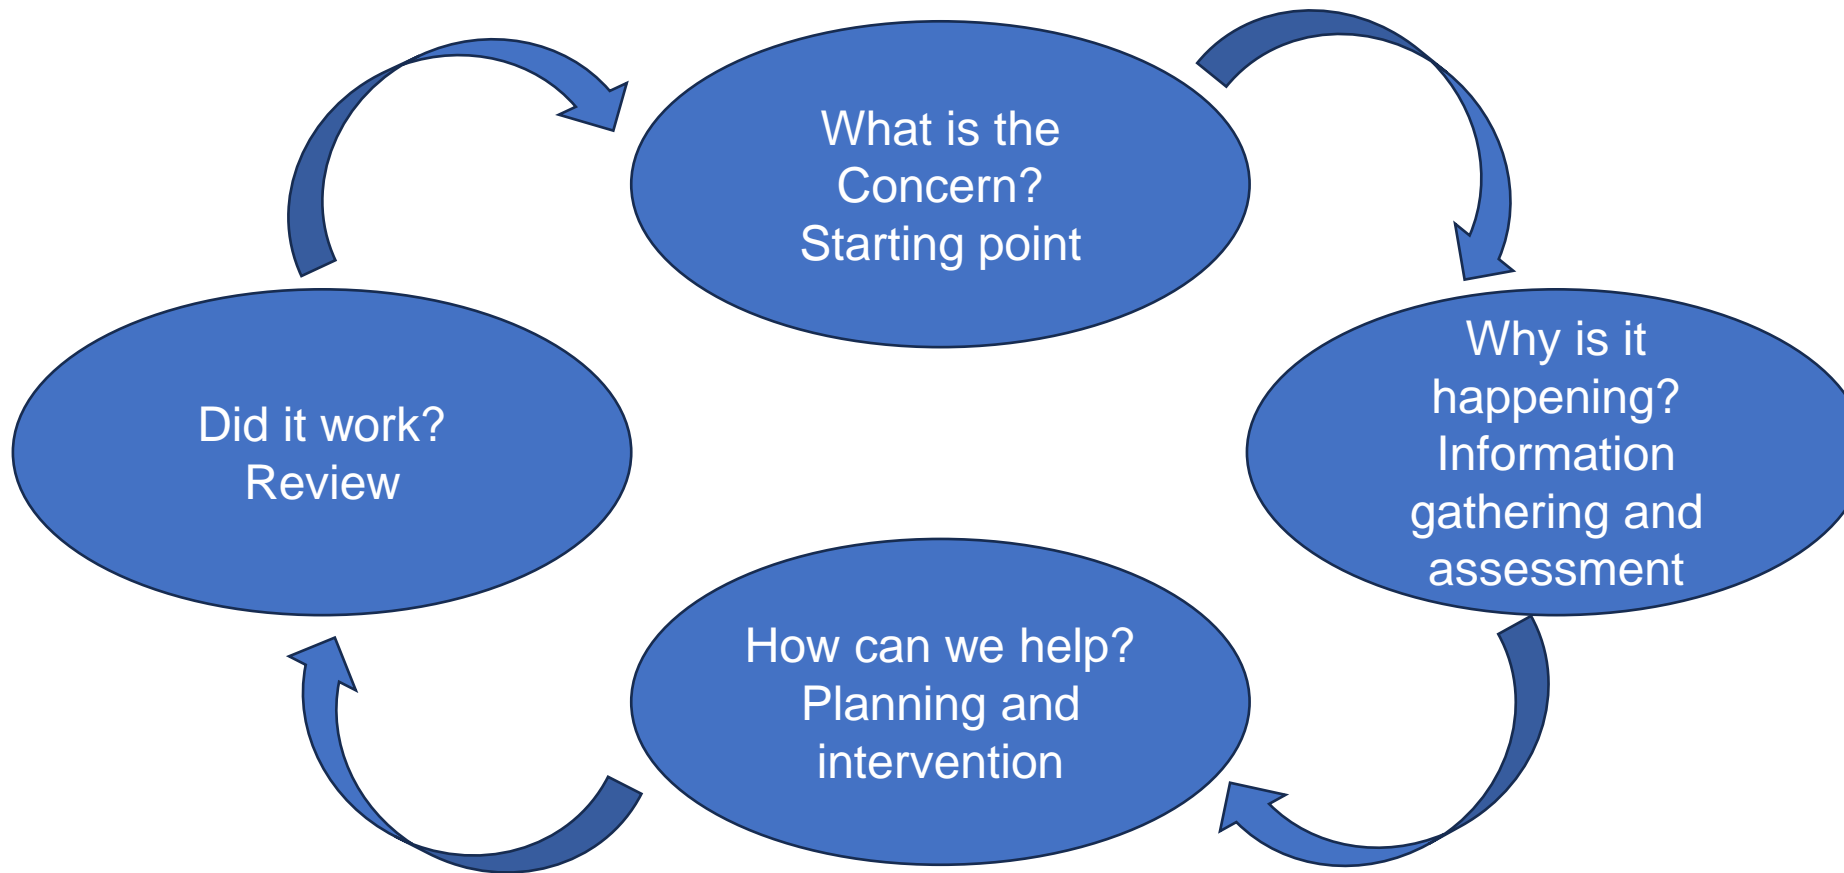 What is the
Concern?
Starting point
Why is it
happening?
Information
gathering and
assessment
How can we help?
Planning and
intervention
Did it work?
Review